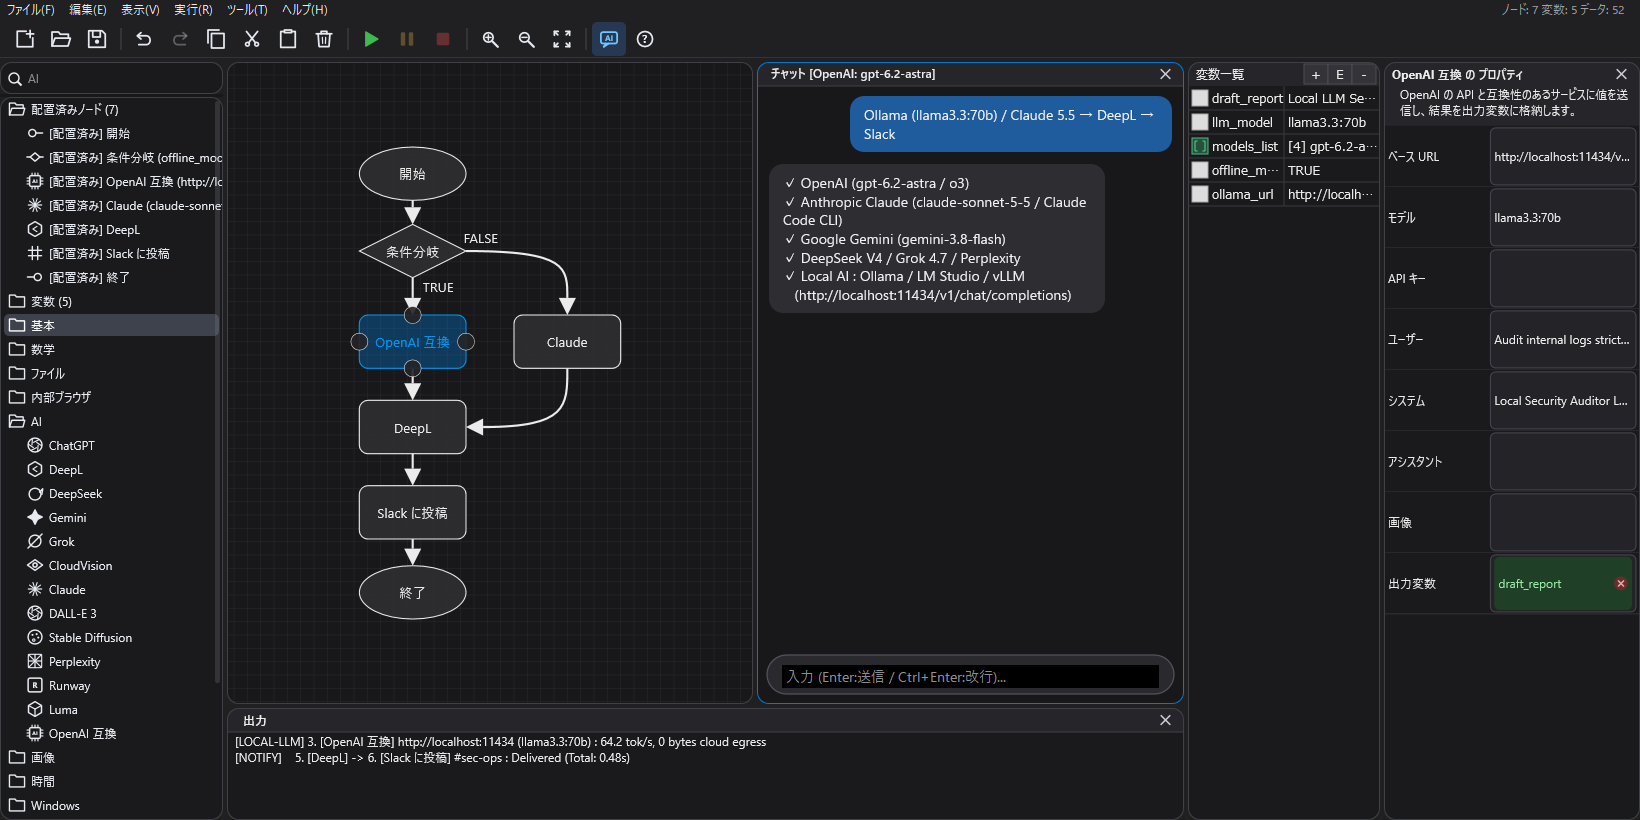 ファイル(F) 編集(E) 表示(V) 実行(R) ツール(T) ヘルプ(H)
ノード: 7 変数: 5 データ: 52
AI
配置済みノード (7)
[配置済み] 開始
[配置済み] 条件分岐 (offline_moc
[配置済み] OpenAI 互換 (http://lc
[配置済み] Claude (claude-sonne
[配置済み] DeepL
[配置済み] Slack に投稿
[配置済み] 終了
変数 (5)
基本
数学
ファイル
内部ブラウザ
AI
ChatGPT
DeepL
DeepSeek
Gemini
Grok
CloudVision
Claude
DALL-E 3
Stable Diffusion
Perplexity
Runway
Luma
OpenAI 互換
画像
時間
Windows
開始
条件分岐
FALSE
TRUE
OpenAI 互換
Claude
DeepL
Slack に投稿
終了
チャット [OpenAI: gpt-6.2-astra]
Ollama (llama3.3:70b) / Claude 5.5 → DeepL →
Slack
✓ OpenAI (gpt-6.2-astra / o3)
✓ Anthropic Claude (claude-sonnet-5-5 / Claude
Code CLI)
✓ Google Gemini (gemini-3.8-flash)
✓ DeepSeek V4 / Grok 4.7 / Perplexity
✓ Local AI : Ollama / LM Studio / vLLM
(http://localhost:11434/v1/chat/completions)
入力 (Enter:送信 / Ctrl+Enter:改行)...
出力
[LOCAL-LLM] 3. [OpenAI 互換] http://localhost:11434 (llama3.3:70b) : 64.2 tok/s, 0 bytes cloud egress
[NOTIFY] 5. [DeepL] -> 6. [Slack に投稿] #sec-ops : Delivered (Total: 0.48s)
変数一覧 + E -
draft_report Local LLM Se...
llm_model llama3.3:70b
models_list [4] gpt-6.2-a...
offline_m... TRUE
ollama_url http://localh...
OpenAI 互換 の プロパティ
OpenAI の API と互換性のあるサービスに値を送
信し、結果を出力変数に格納します。
ベース URL http://localhost:11434/v...
モデル llama3.3:70b
API キー
ユーザー Audit internal logs strict...
システム Local Security Auditor L...
アシスタント
画像
出力変数 draft_report